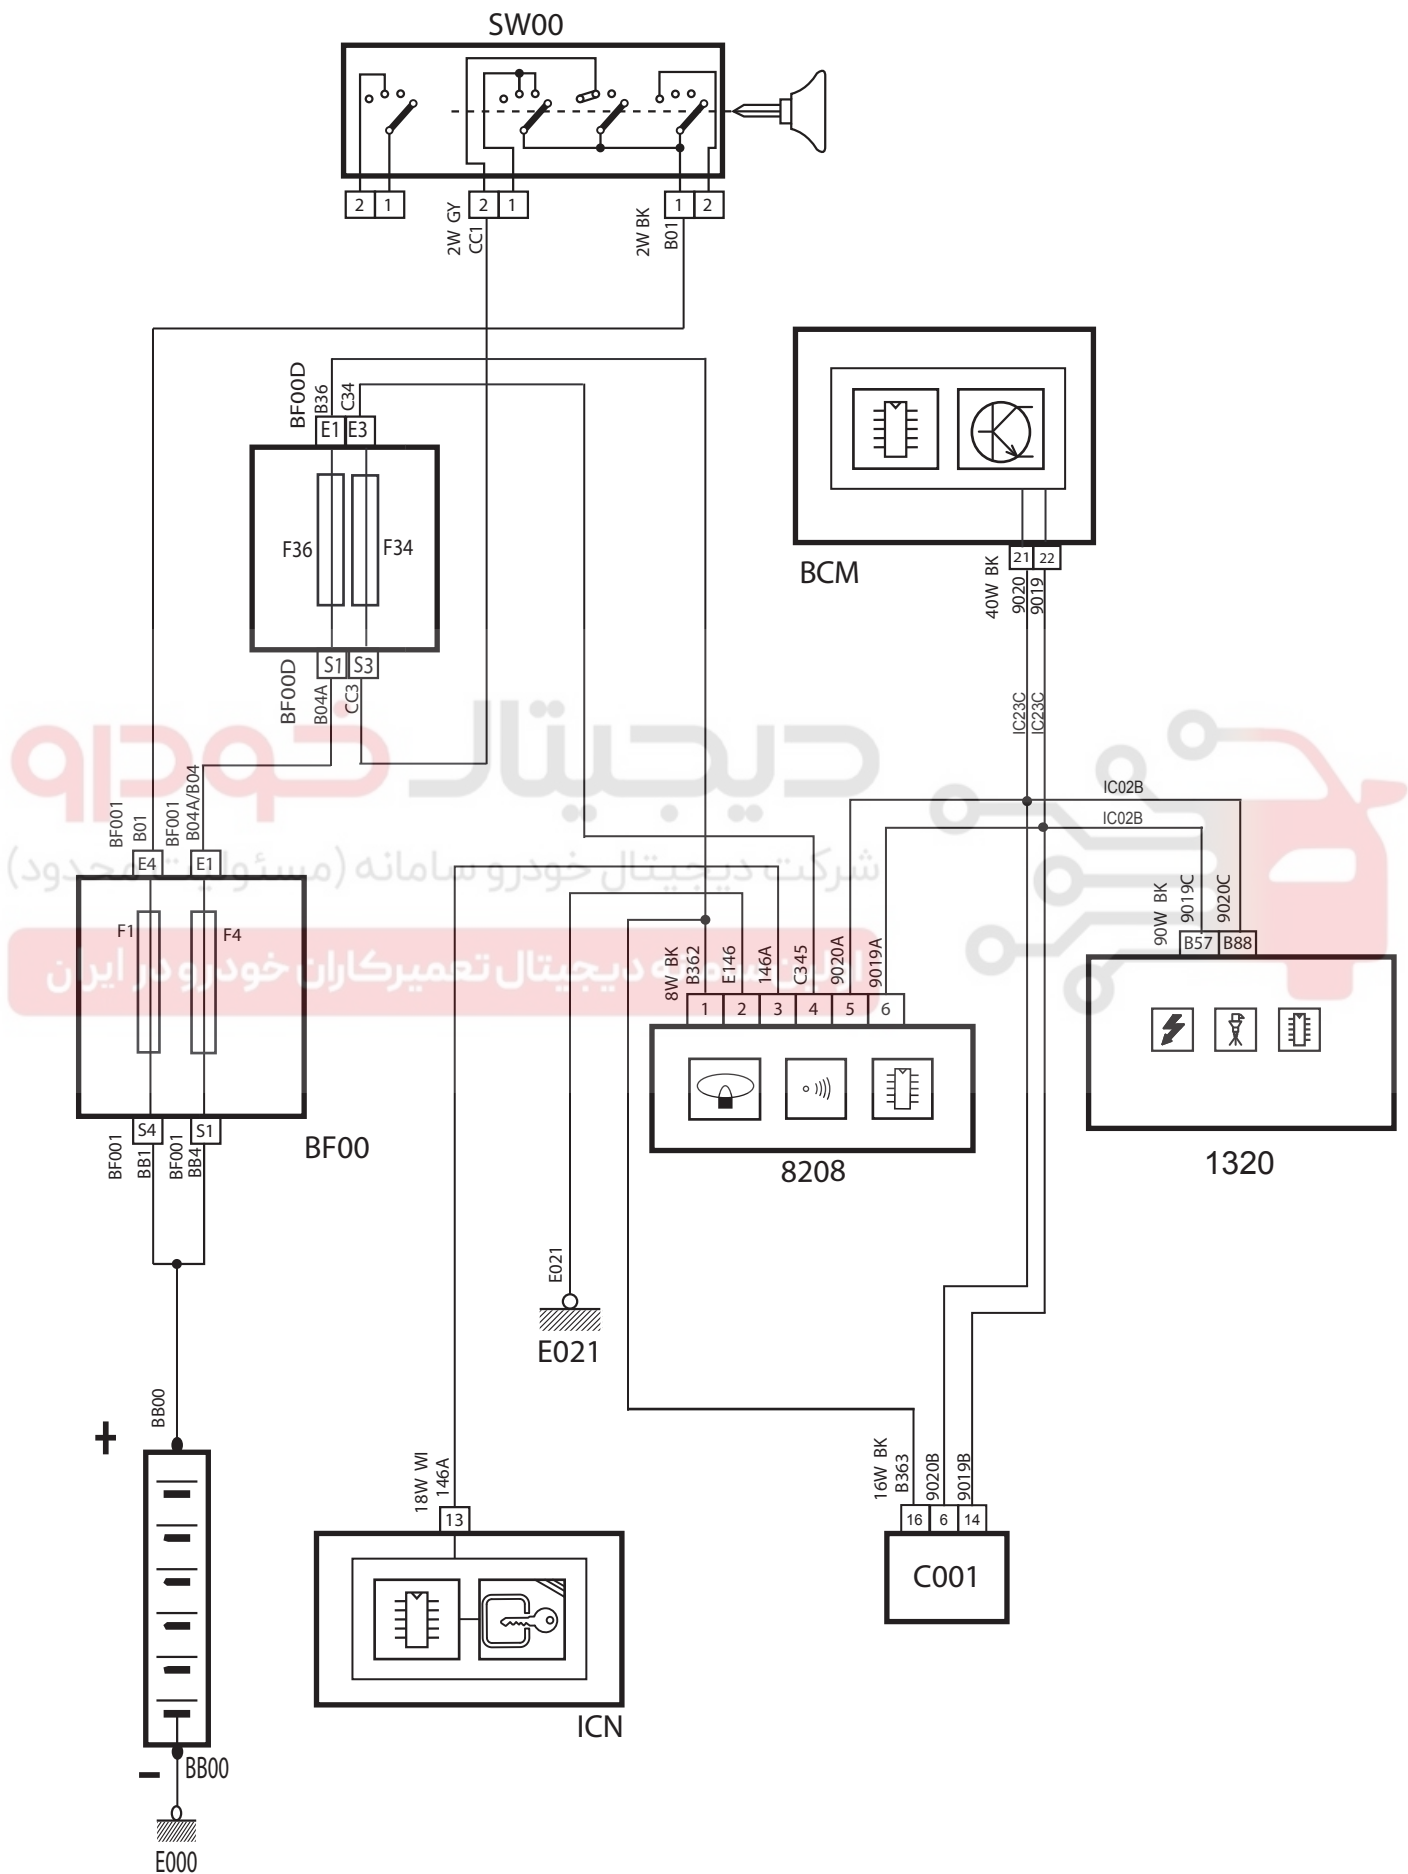 SW00
2 1
2 1
1 2
2W GY
CC1
2W BK
B01
BF00D
B36
C34
E1 E3
F36
F34
S1 S3
BF00D
B04A
CC3
BCM
21 22
40W BK
9020
9019
IC23C
IC23C
دیجیتال خودرو
IC02B
IC02B
شرکت دیجیتال خودرو سامانه (مسئولیت محدود)
اولین سامانه دیجیتال تعمیرکاران خودرو در ایران
BF001
B01
BF001
B04A/B04
E4 E1
F1
F4
S4 S1
BF001
BB1
BF001
BB4
BF00
8W BK
B362
E146
146A
C345
9020A
9019A
1 2 3 4 5 6
8208
90W BK
9019C
9020C
B57 B88
1320
E021
E021
BB00
+
18W WI
146A
13
ICN
16W BK
B363
9020B
9019B
16 6 14
C001
– BB00
E000